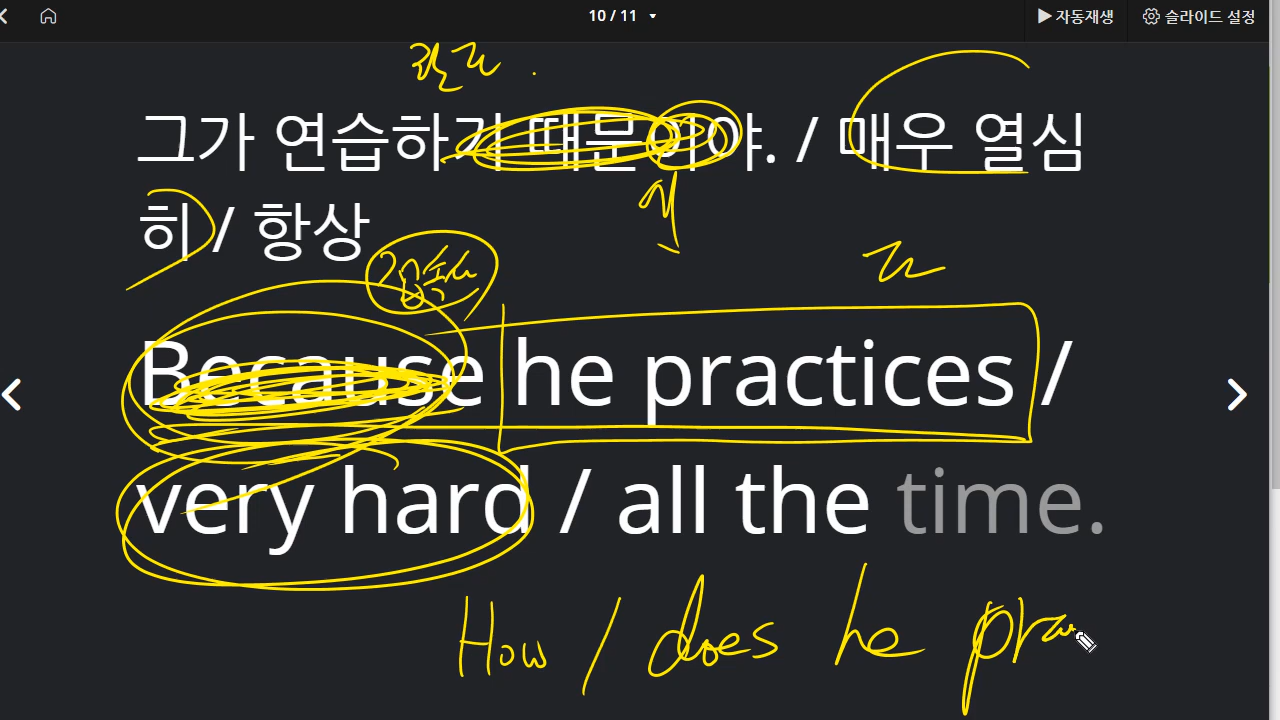 10 / 11
▶ 자동재생
슬라이드 설정
그가 연습하기 때문이야. / 매우 열심
히 / 항상
Because he practices /
very hard / all the time.
How / does he pra